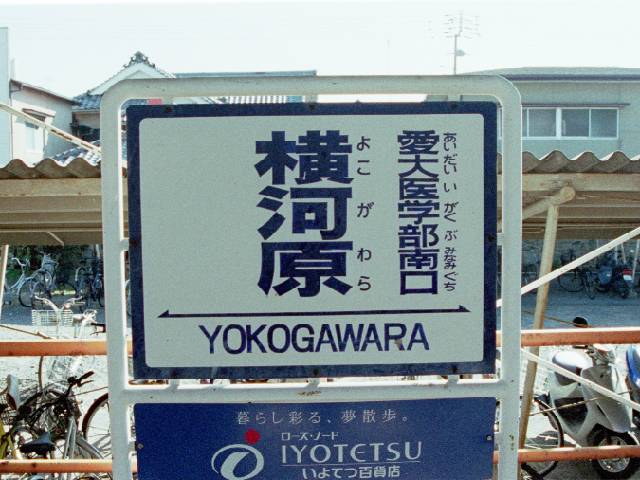 愛大医学部南口
あいだいいがくぶみなみぐち
横河原
よこがわら
YOKOGAWARA
暮らし彩る、夢散歩。
ローズ・ノード
IYOTETSU
いよてつ百貨店